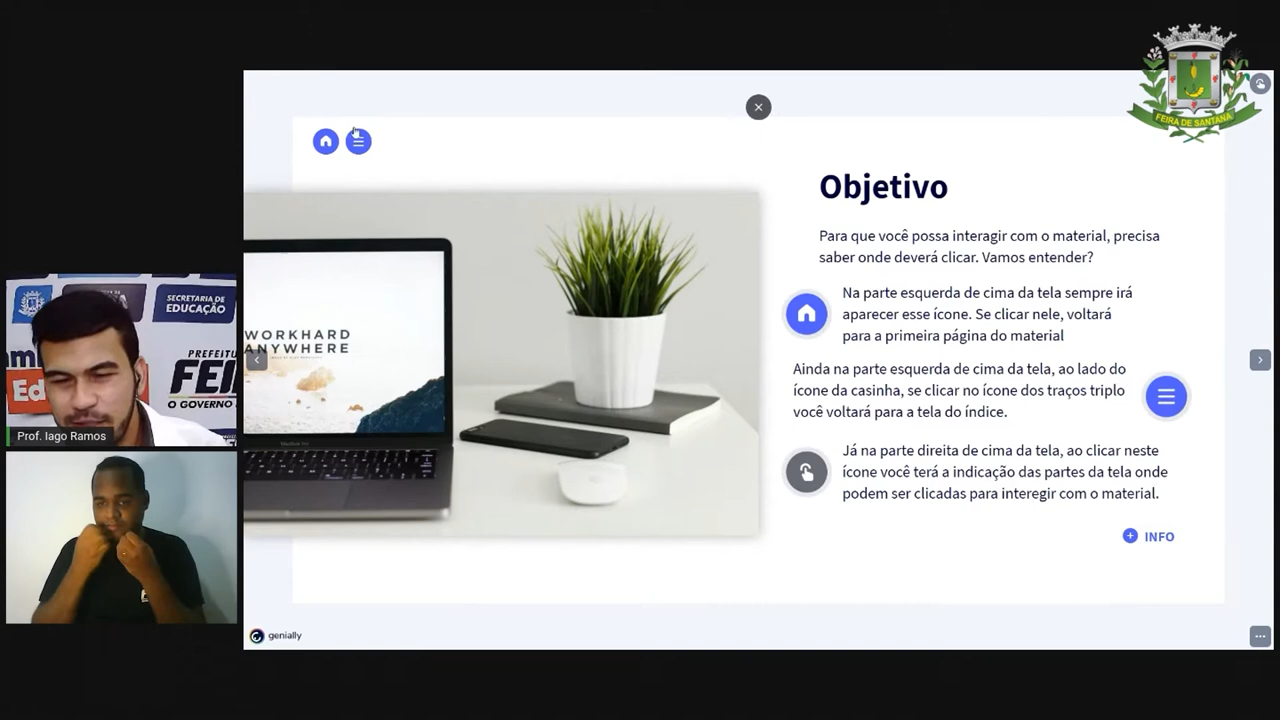 FEIRA DE SANTANA
Objetivo
Para que você possa interagir com o material, precisa
saber onde deverá clicar. Vamos entender?
Na parte esquerda de cima da tela sempre irá
aparecer esse ícone. Se clicar nele, voltará
para a primeira página do material
Ainda na parte esquerda de cima da tela, ao lado do
ícone da casinha, se clicar no ícone dos traços triplo
você voltará para a tela do índice.
Já na parte direita de cima da tela, ao clicar neste
ícone você terá a indicação das partes da tela onde
podem ser clicadas para interegir com o material.
INFO
WORKHARD
ANYWHERE
SECRETARIA DE
EDUCAÇÃO
PREFEITU
FEI
O GOVERNO
Ed
Prof. Iago Ramos
genially